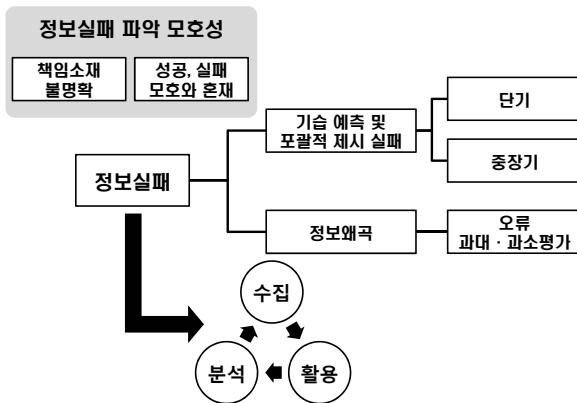 정보실패 파악 모호성
책임소재
불명확
성공, 실패
모호와 혼재
정보실패
기습 예측 및
포괄적 제시 실패
단기
중장기
정보왜곡
오류
과대 · 과소평가
수집
분석
활용